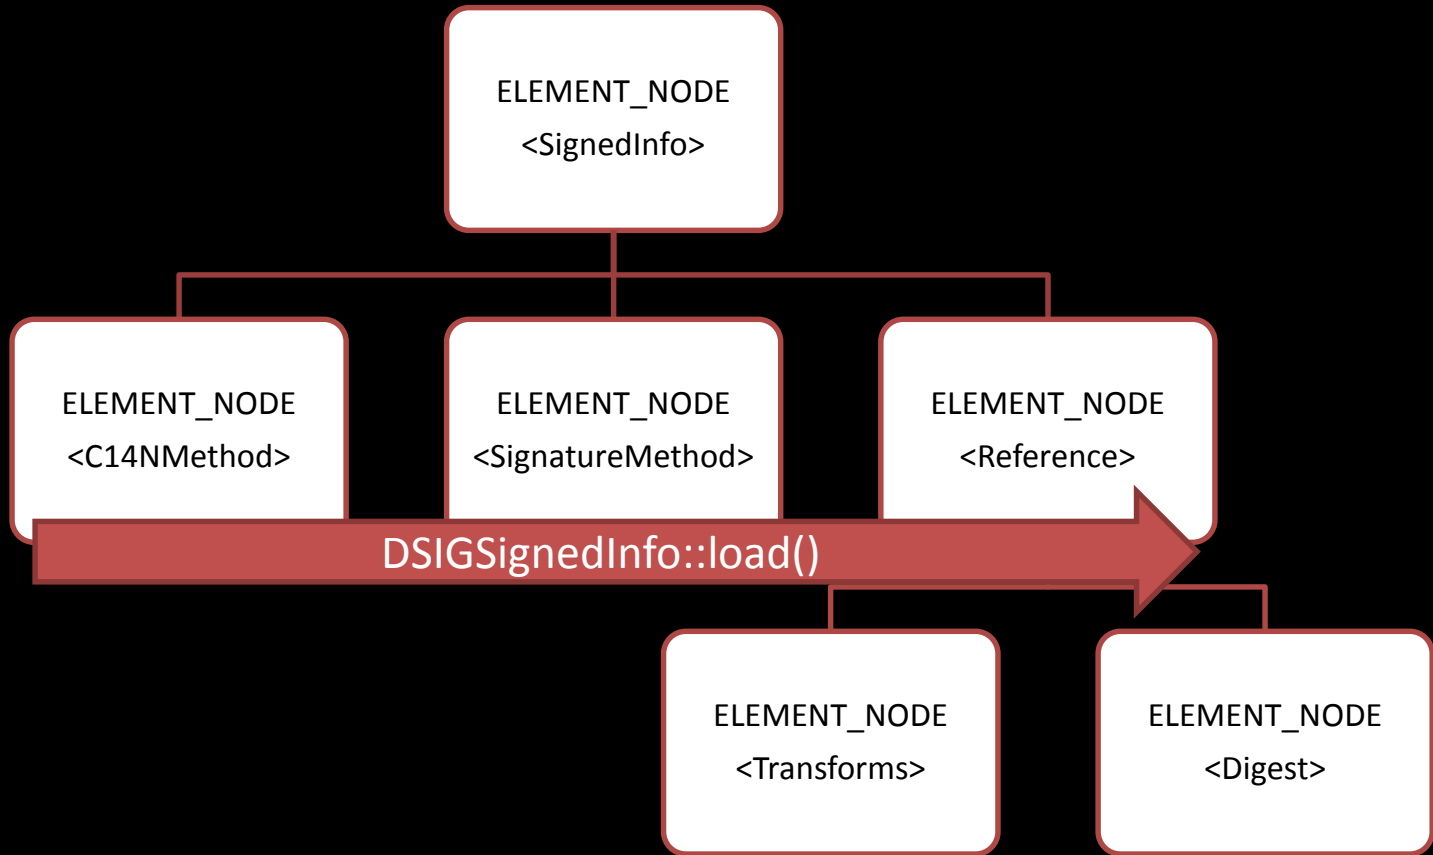 ELEMENT_NODE
<SignedInfo>
ELEMENT_NODE
<C14NMethod>
ELEMENT_NODE
<SignatureMethod>
ELEMENT_NODE
<Reference>
DSIGSignedInfo::load()
ELEMENT_NODE
<Transforms>
ELEMENT_NODE
<Digest>